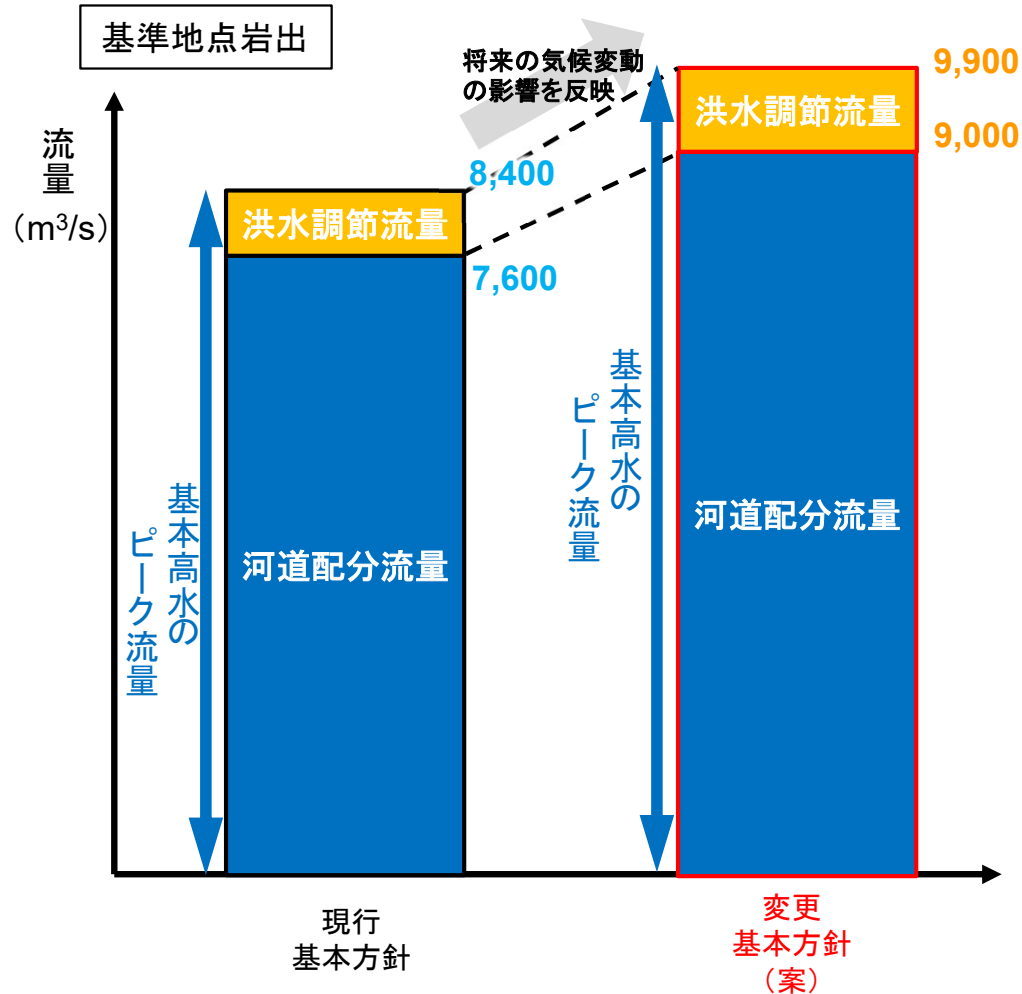 基準地点岩出
将来の気候変動
の影響を反映
流量
（m³/s）
8,400
洪水調節流量
7,600
基本高水の
ピーク流量
河道配分流量
現行
基本方針
9,900
洪水調節流量
9,000
基本高水の
ピーク流量
河道配分流量
変更
基本方針
（案）